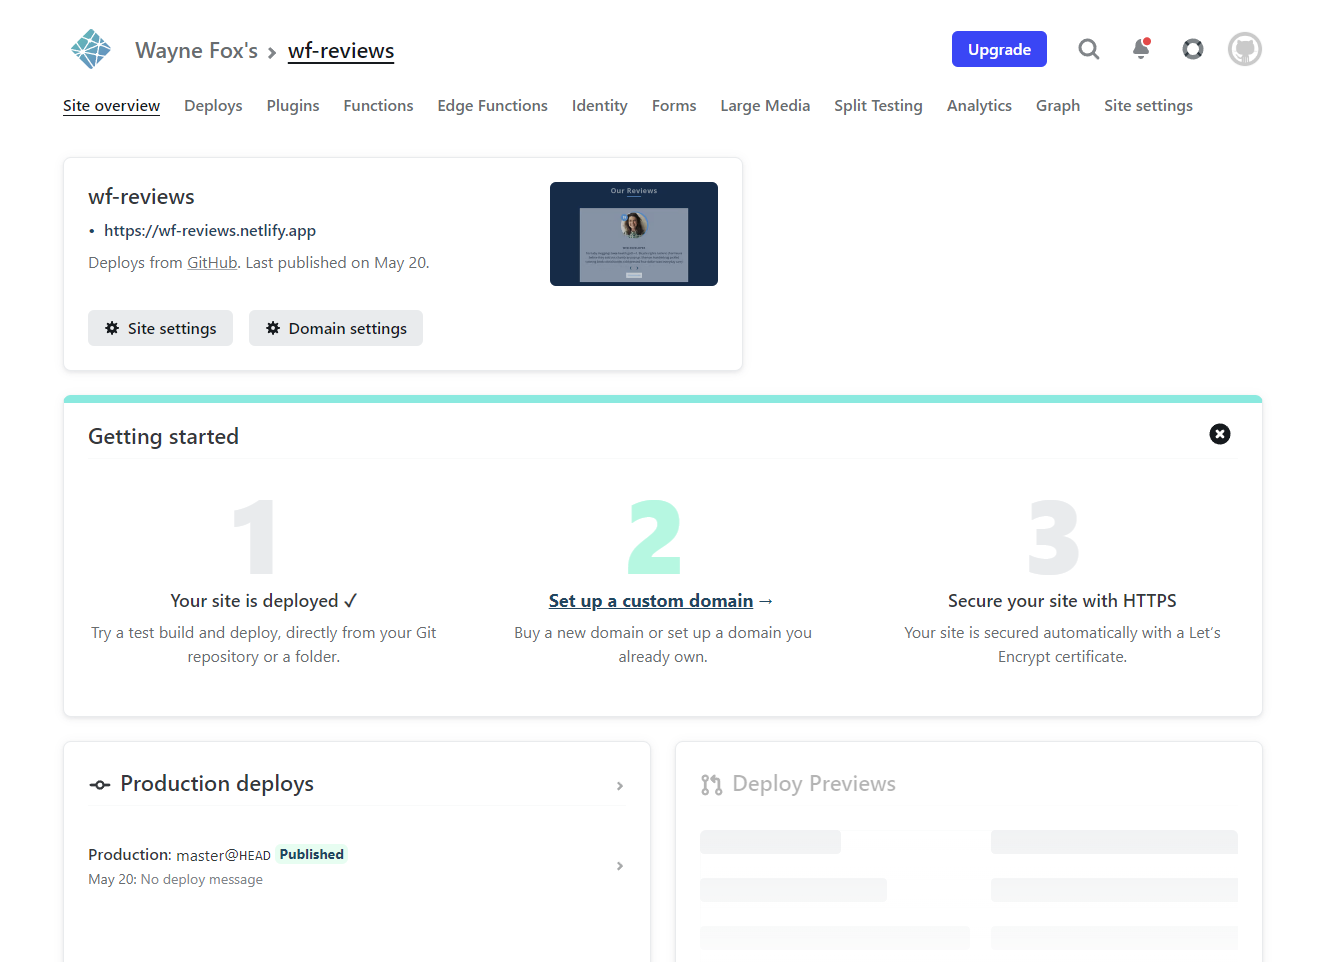 Wayne Fox's > wf-reviews
Upgrade
Site overview Deploys Plugins Functions Edge Functions Identity Forms Large Media Split Testing Analytics Graph Site settings
wf-reviews
• https://wf-reviews.netlify.app
Deploys from GitHub. Last published on May 20.
Site settings Domain settings
Our Reviews
Getting started
1 2 3
Your site is deployed ✓
Try a test build and deploy, directly from your Git
repository or a folder.
Set up a custom domain →
Buy a new domain or set up a domain you
already own.
Secure your site with HTTPS
Your site is secured automatically with a Let’s
Encrypt certificate.
Production deploys
Production: master@HEAD Published
May 20: No deploy message
Deploy Previews